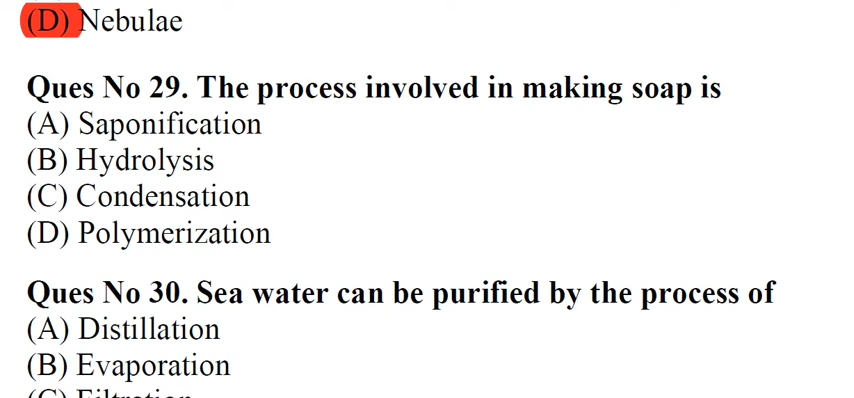 (D) Nebulae
Ques No 29. The process involved in making soap is
(A) Saponification
(B) Hydrolysis
(C) Condensation
(D) Polymerization
Ques No 30. Sea water can be purified by the process of
(A) Distillation
(B) Evaporation
(C) Filtration